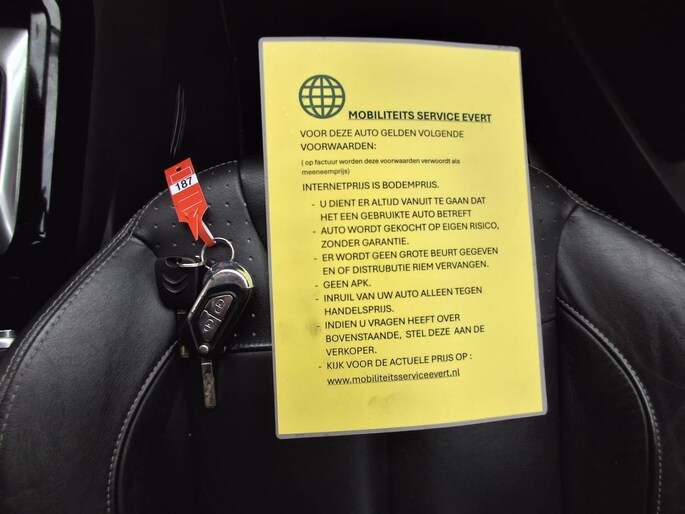 MOBILITEITS SERVICE EVERT
VOOR DEZE AUTO GELDEN VOLGENDE
VOORWAARDEN:
( op factuur worden deze voorwaarden verwoordt als
meeneemprijs)
INTERNETPRIJS IS BODEMPRIJS.
- U DIENT ER ALTIJD VANUIT TE GAAN DAT
HET EEN GEBRUIKTE AUTO BETREFT
- AUTO WORDT GEKOCHT OP EIGEN RISICO,
ZONDER GARANTIE.
- ER WORDT GEEN GROTE BEURT GEGEVEN
EN OF DISTRUBUTIE RIEM VERVANGEN.
- GEEN APK.
- INRUIL VAN UW AUTO ALLEEN TEGEN
HANDELSPRIJS.
- INDIEN U VRAGEN HEEFT OVER
BOVENSTAANDE, STEL DEZE AAN DE
VERKOPER.
- KIJK VOOR DE ACTUELE PRIJS OP :
www.mobiliteitsserviceevert.nl
187